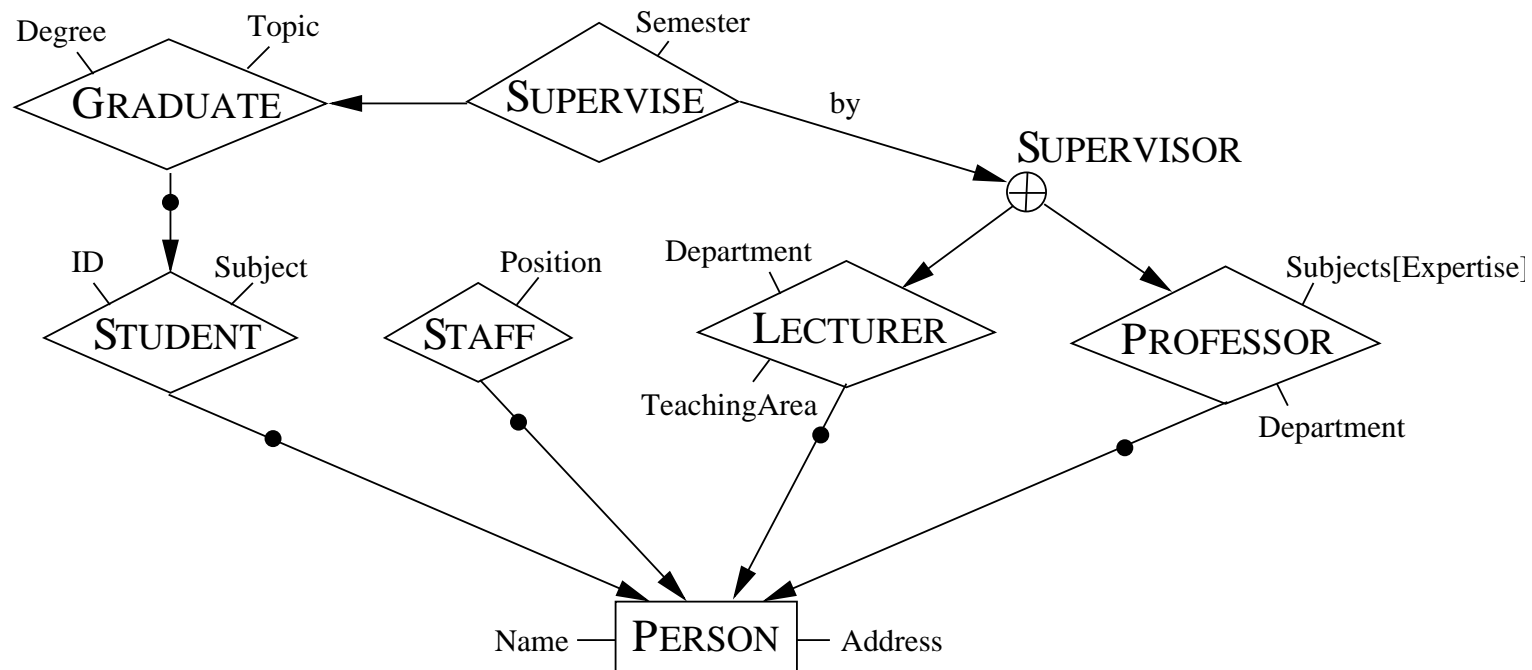 Degree
Topic
Semester
GRADUATE
SUPERVISE
by
SUPERVISOR
ID
Subject
Position
Department
Subjects[Expertise]
STUDENT
STAFF
LECTURER
PROFESSOR
TeachingArea
Department
Name
PERSON
Address